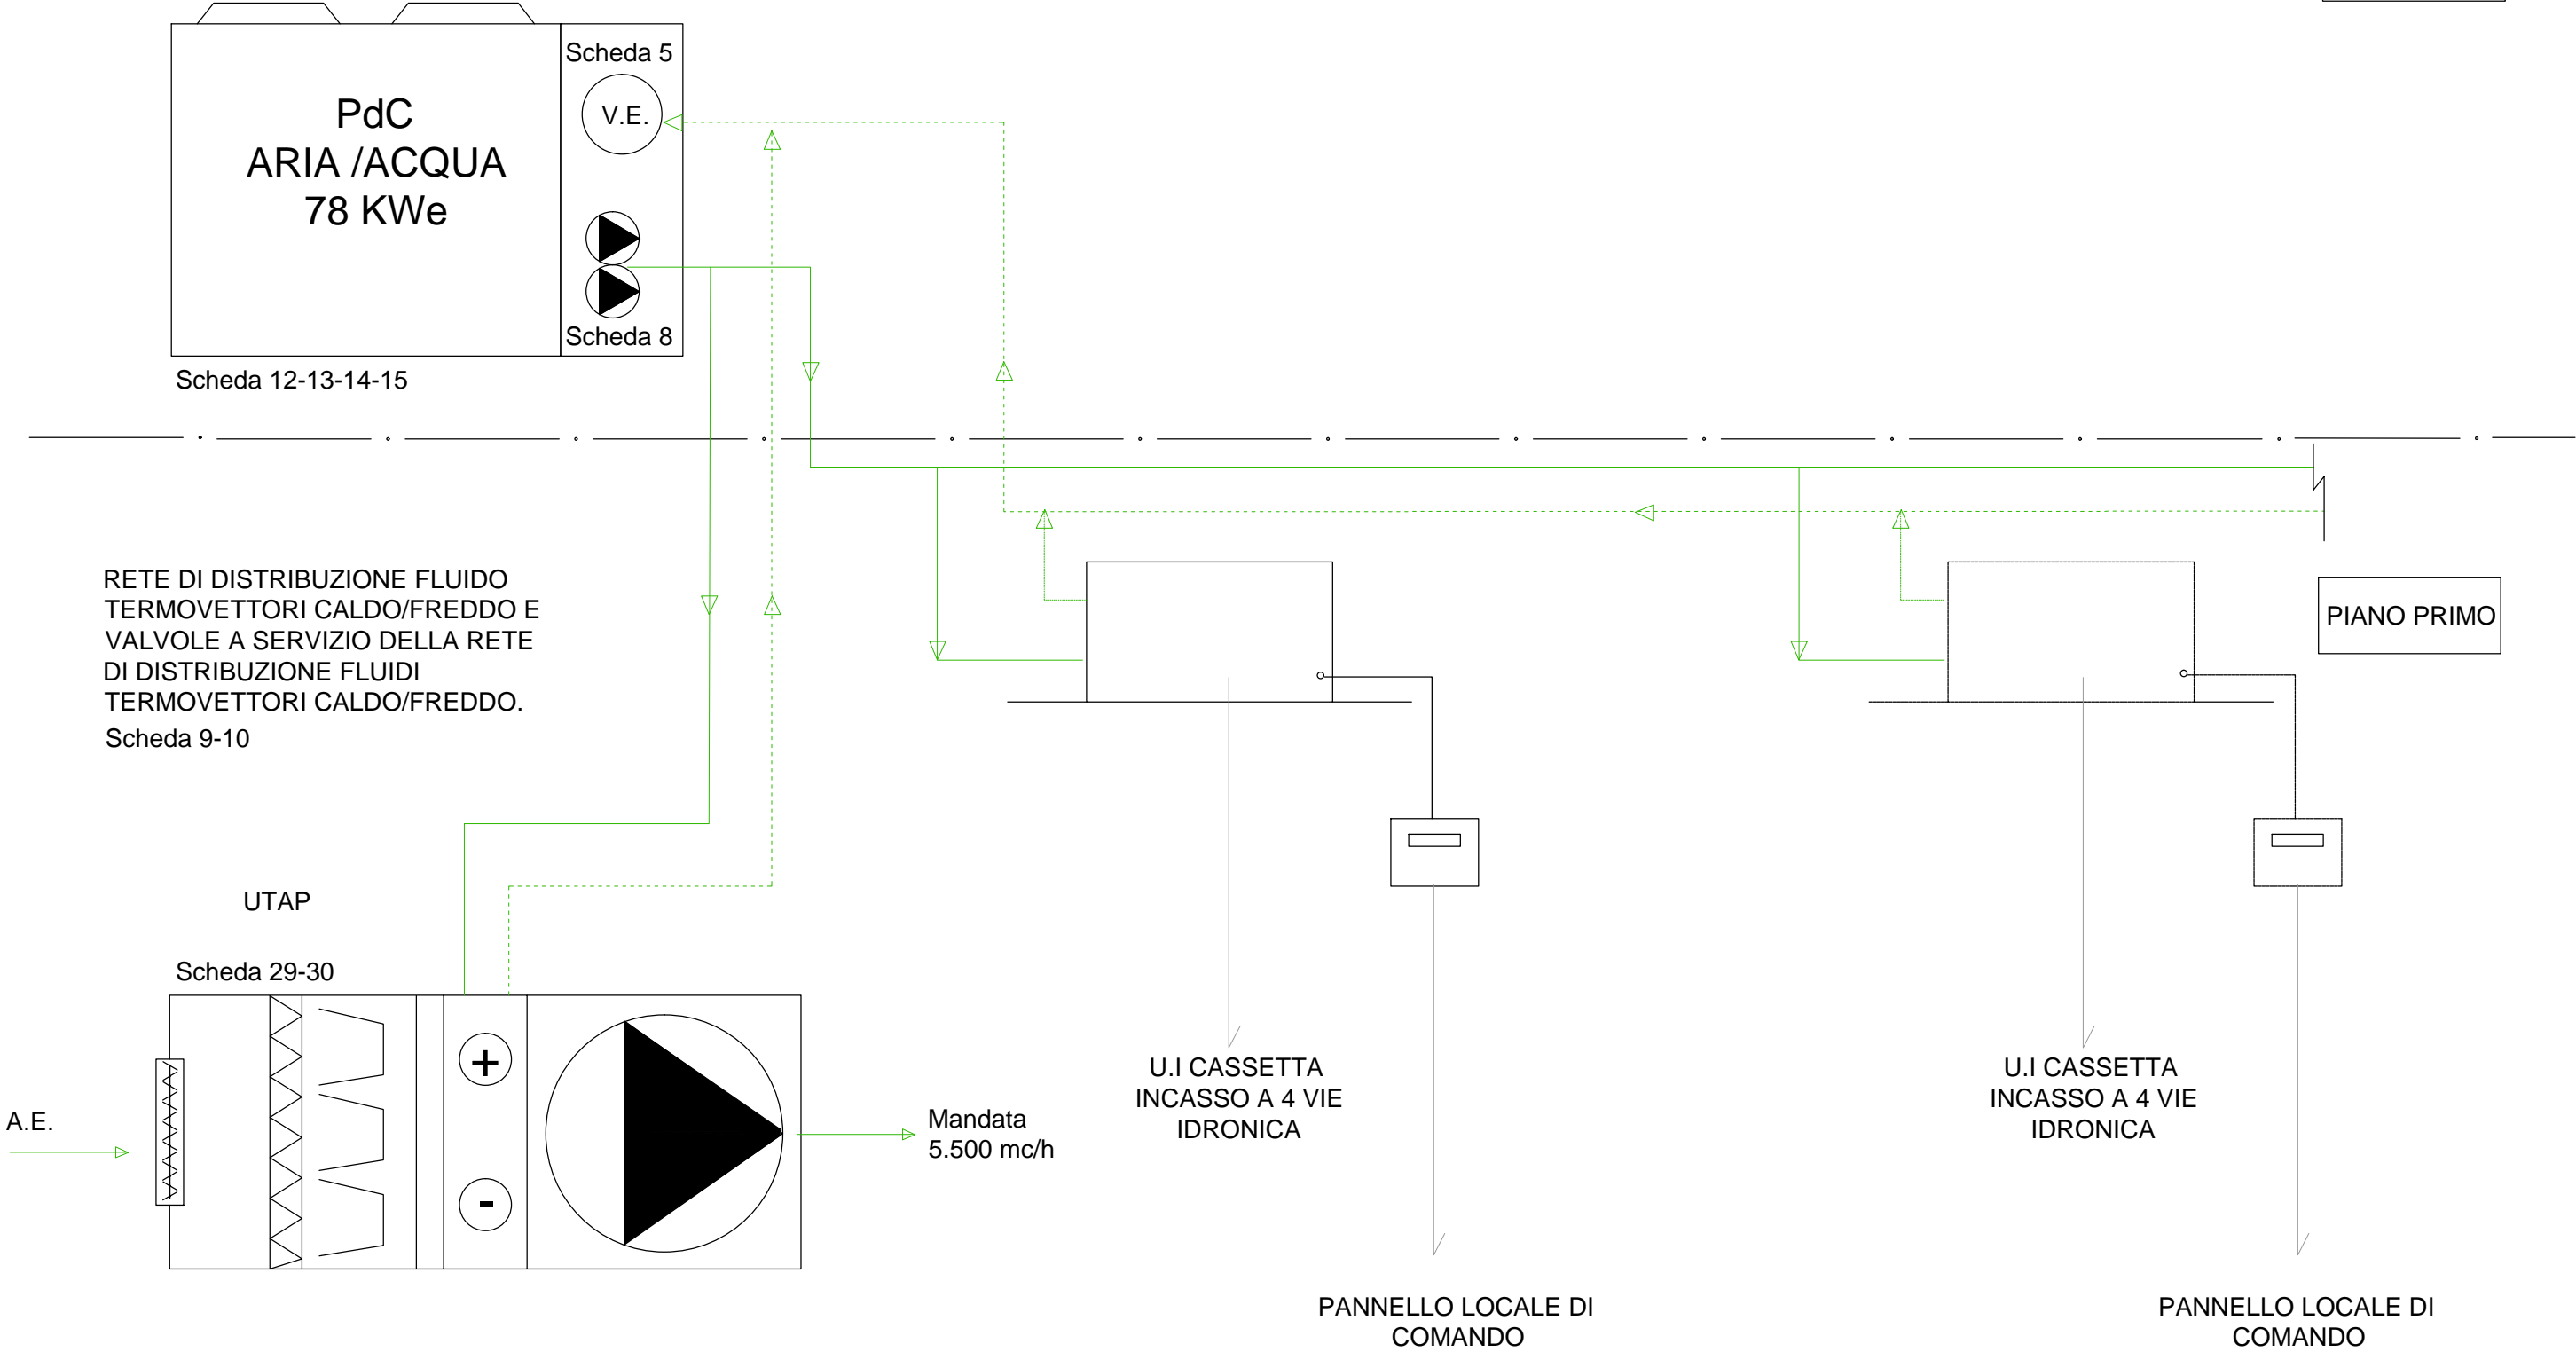 Scheda 5
V.E.
PdC
ARIA /ACQUA
78 KWe
Scheda 8
Scheda 12-13-14-15
RETE DI DISTRIBUZIONE FLUIDO
TERMOVETTORI CALDO/FREDDO E
VALVOLE A SERVIZIO DELLA RETE
DI DISTRIBUZIONE FLUIDI
TERMOVETTORI CALDO/FREDDO.
Scheda 9-10
PIANO PRIMO
UTAP
Scheda 29-30
+
-
A.E.
Mandata
5.500 mc/h
U.I CASSETTA
INCASSO A 4 VIE
IDRONICA
U.I CASSETTA
INCASSO A 4 VIE
IDRONICA
PANNELLO LOCALE DI
COMANDO
PANNELLO LOCALE DI
COMANDO